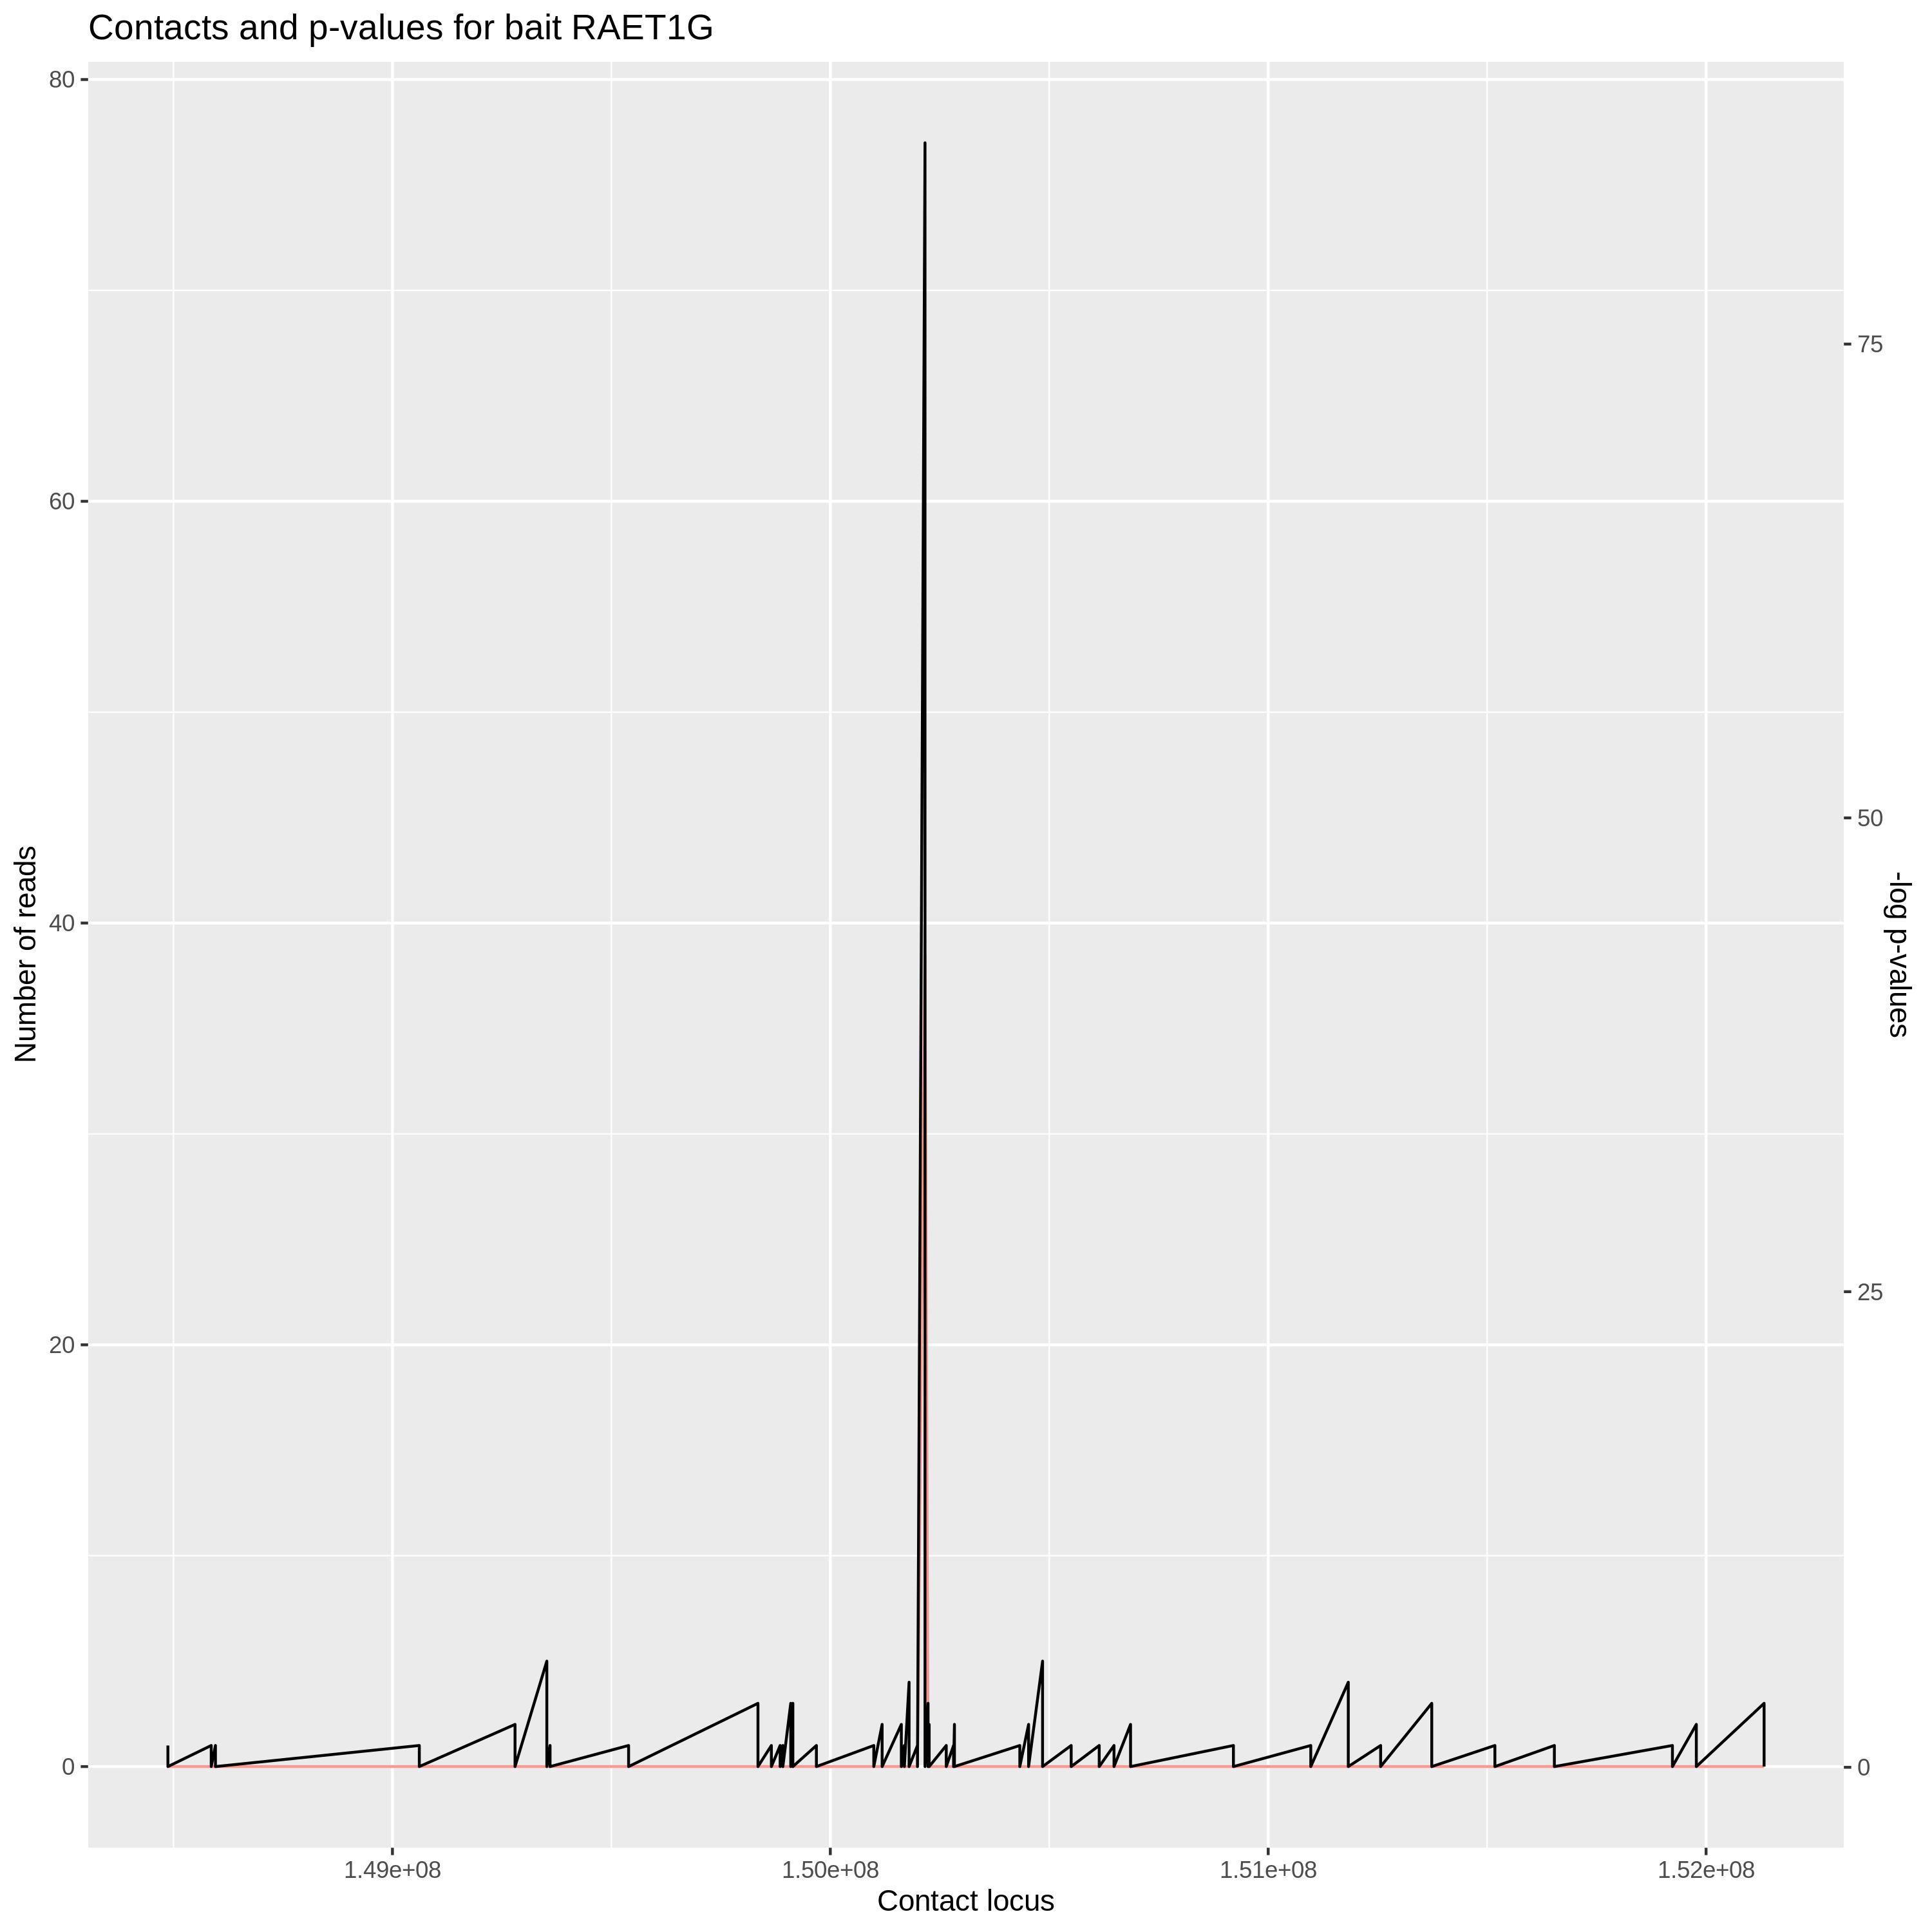 Contacts and p-values for bait RAET1G
80
60
40
20
0
Number of reads
75
50
25
0
-log p-values
1.49e+08
1.50e+08
1.51e+08
1.52e+08
Contact locus